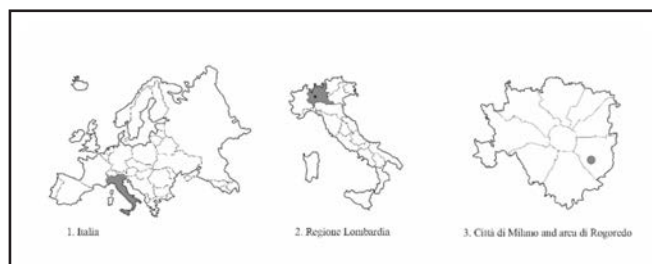 1. Italia
2. Regione Lombardia
3. Città di Milano and area di Rogoredo